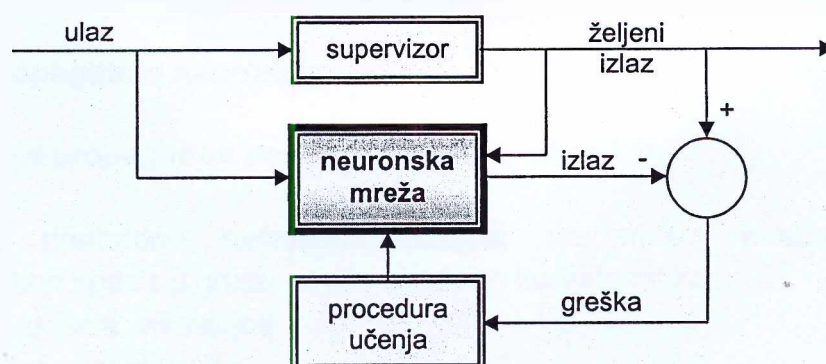 ulaz
supervizor
željeni
izlaz
+
neuronska
mreža
izlaz
-
procedura
učenja
greška